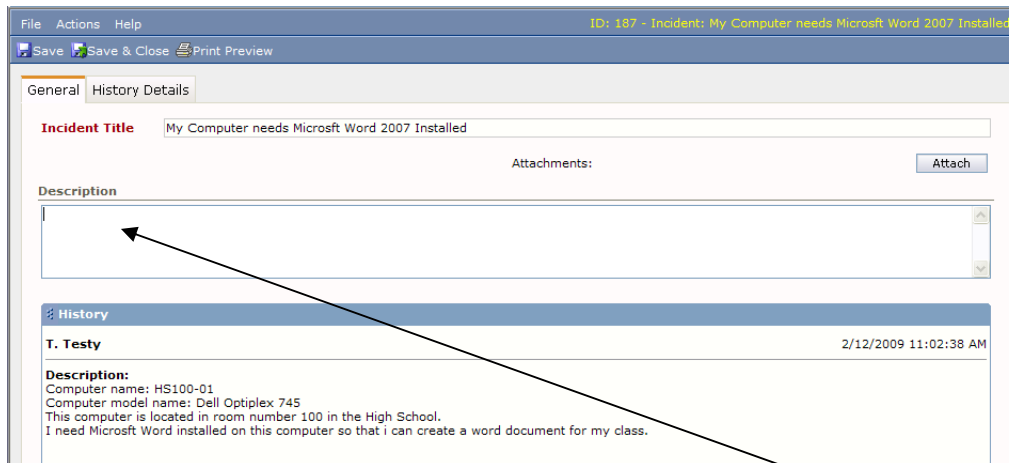 File Actions Help ID: 187 - Incident: My Computer needs Microsft Word 2007 Installed
Save Save & Close Print Preview
General History Details
Incident Title My Computer needs Microsft Word 2007 Installed
Attachments: Attach
Description
History
T. Testy 2/12/2009 11:02:38 AM
Description:
Computer name: HS100-01
Computer model name: Dell Optiplex 745
This computer is located in room number 100 in the High School.
I need Microsft Word installed on this computer so that i can create a word document for my class.